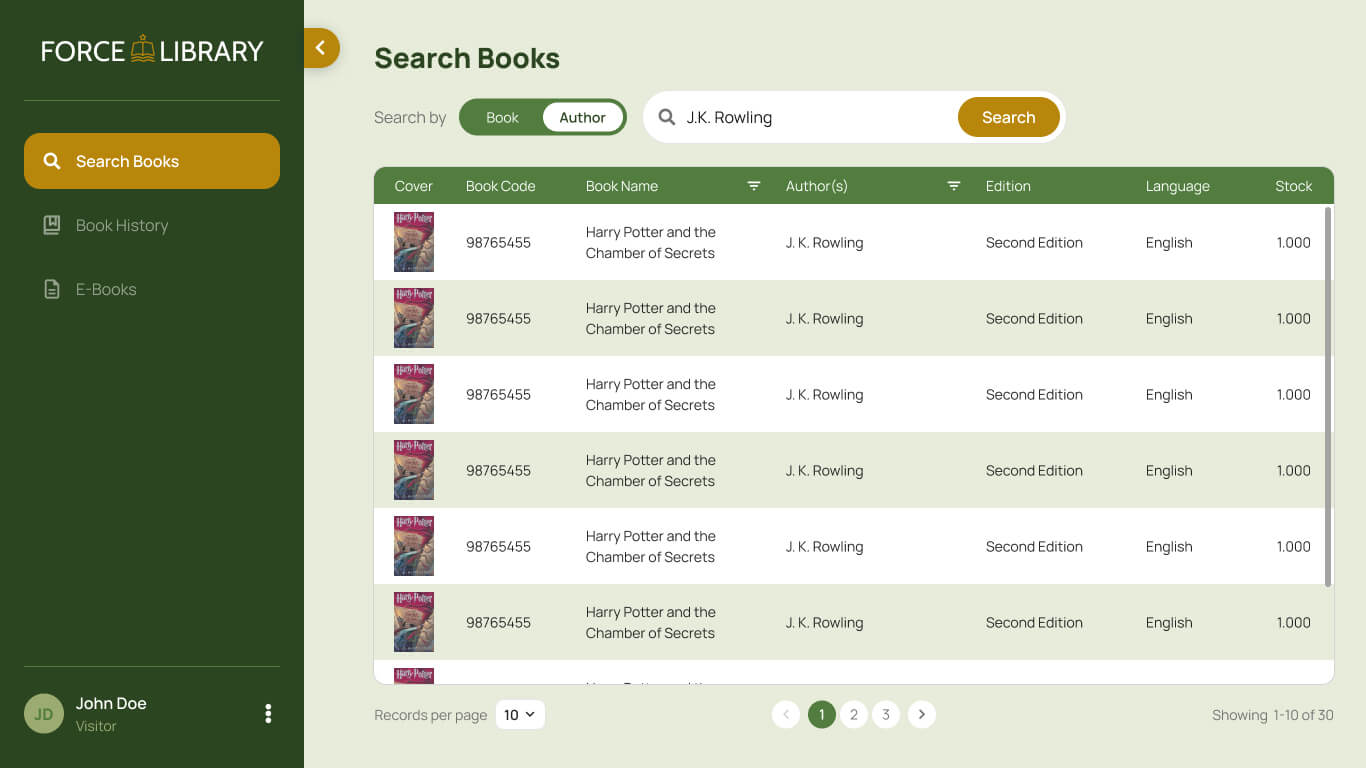 FORCE LIBRARY
Search Books
Book History
E-Books
JD
John Doe
Visitor
Search Books
Search by Book Author J.K. Rowling Search
Cover Book Code Book Name Author(s) Edition Language Stock
Harry Potter
98765455 Harry Potter and the
Chamber of Secrets J. K. Rowling Second Edition English 1.000
Harry Potter
98765455 Harry Potter and the
Chamber of Secrets J. K. Rowling Second Edition English 1.000
Harry Potter
98765455 Harry Potter and the
Chamber of Secrets J. K. Rowling Second Edition English 1.000
Harry Potter
98765455 Harry Potter and the
Chamber of Secrets J. K. Rowling Second Edition English 1.000
Harry Potter
98765455 Harry Potter and the
Chamber of Secrets J. K. Rowling Second Edition English 1.000
Harry Potter
98765455 Harry Potter and the
Chamber of Secrets J. K. Rowling Second Edition English 1.000
Harry Potter
Records per page 10 1 2 3 Showing 1-10 of 30